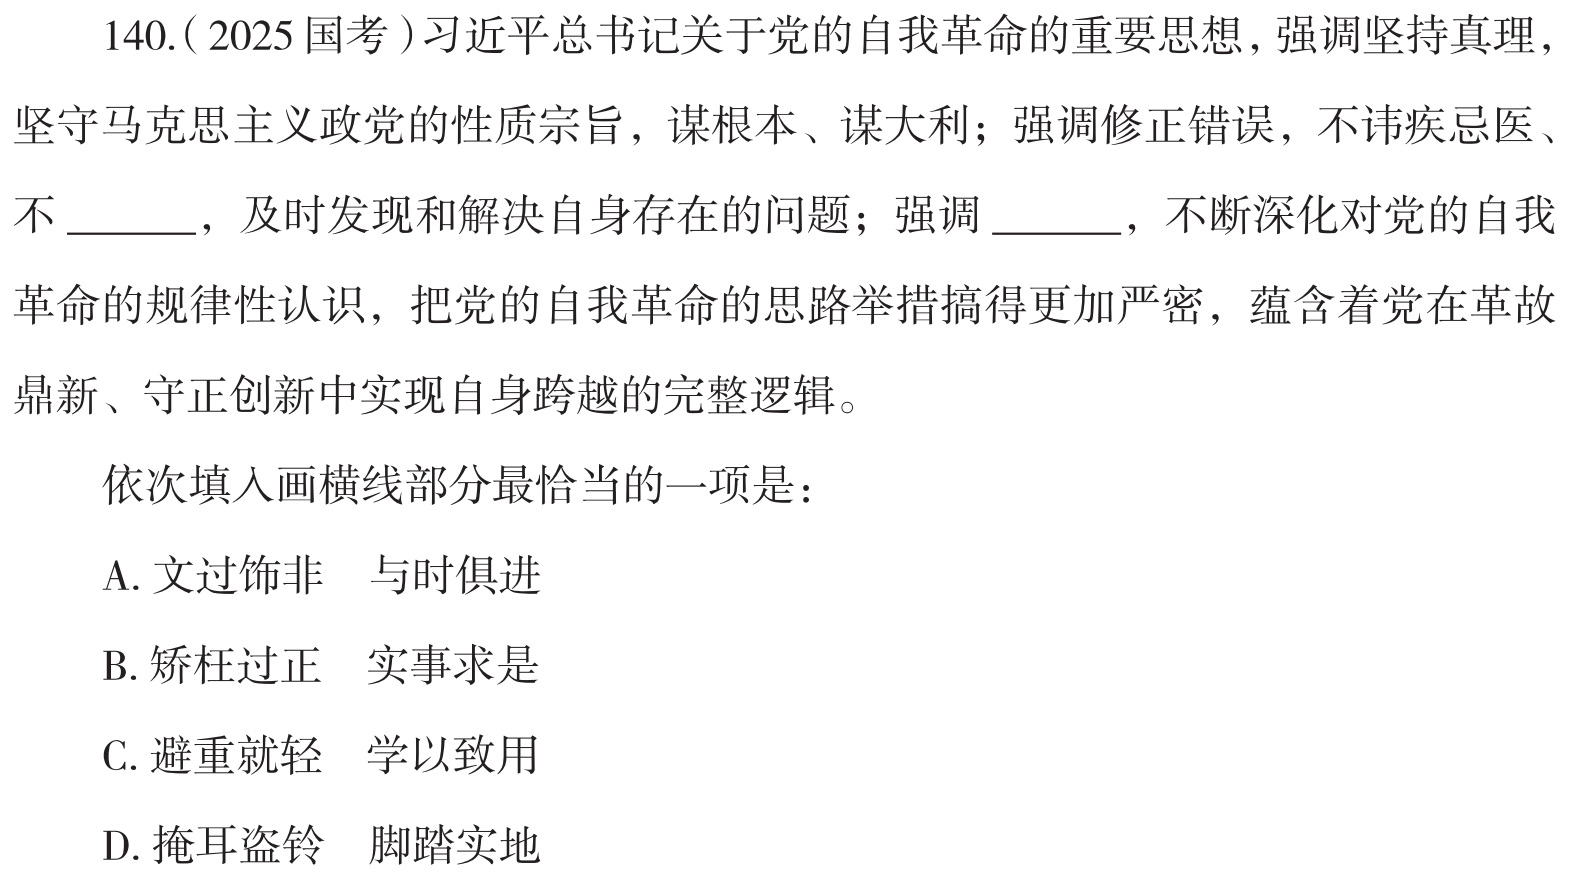 140.(2025国考)习近平总书记关于党的自我革命的重要思想,强调坚持真理,
坚守马克思主义政党的性质宗旨，谋根本、谋大利；强调修正错误，不讳疾忌医、
不______，及时发现和解决自身存在的问题；强调______，不断深化对党的自我
革命的规律性认识，把党的自我革命的思路举措搞得更加严密，蕴含着党在革故
鼎新、守正创新中实现自身跨越的完整逻辑。
依次填入画横线部分最恰当的一项是：
A. 文过饰非　与时俱进
B. 矫枉过正　实事求是
C. 避重就轻　学以致用
D. 掩耳盗铃　脚踏实地